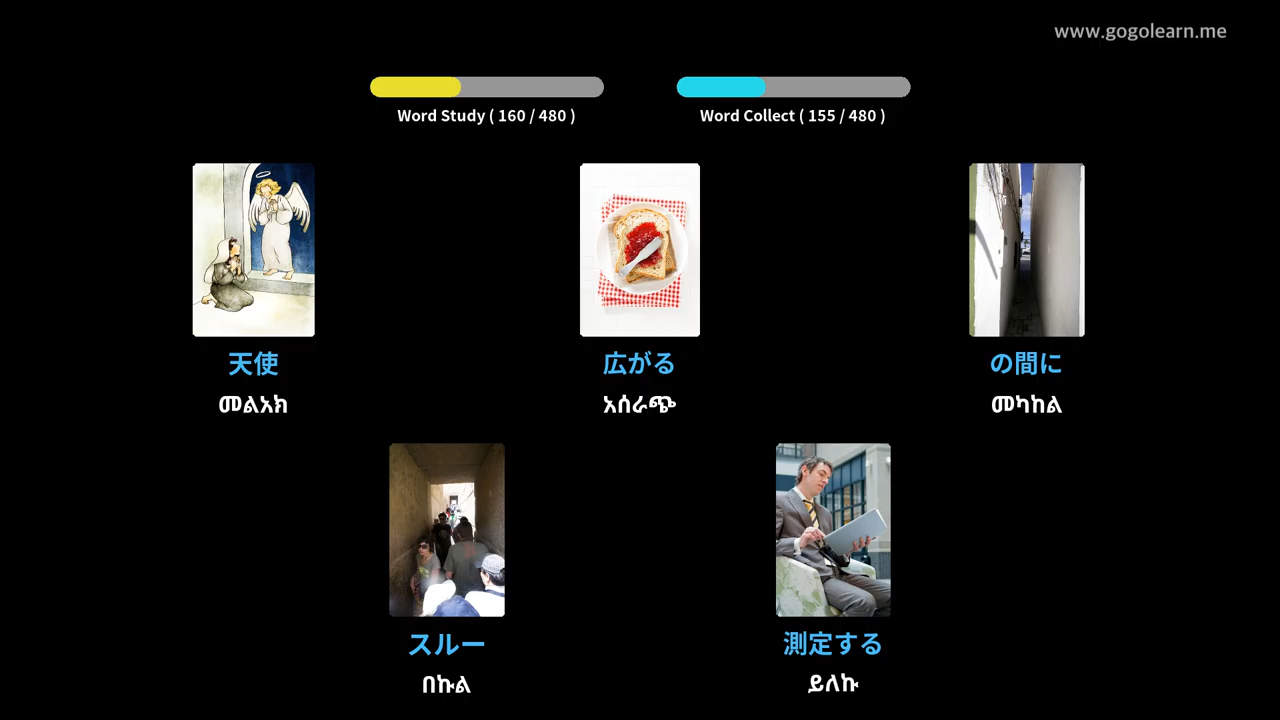 www.gogolearn.me
Word Study ( 160 / 480 )
Word Collect ( 155 / 480 )
天使
መልአክ
広がる
አሰራጭ
の間に
መካከል
スルー
በኩል
測定する
ይለኩ